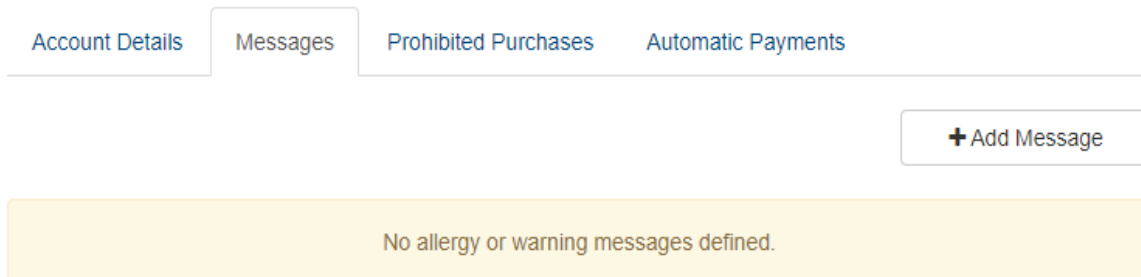 Account Details Messages Prohibited Purchases Automatic Payments
+ Add Message
No allergy or warning messages defined.